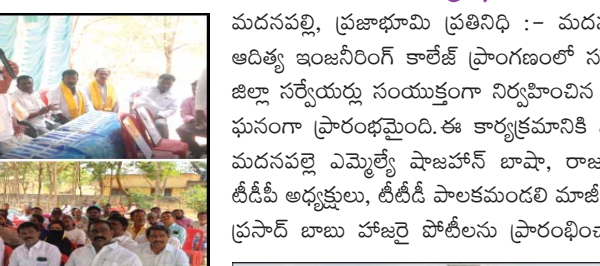 మదనపల్లి, ప్రజాభూమి ప్రతినిధి :-
ఆదిత్య ఇంజనీరింగ్ కాలేజ్ ప్రాంగణంలో
జిల్లా సర్వేయర్లు సంయుక్తంగా నిర్వహించిన
ఘనంగా ప్రారంభమైంది.ఈ కార్యక్రమానికి
మదనపల్లె ఎమ్మెల్యే షాజహాన్ బాషా,
టీడీపీ అధ్యక్షులు, టీటీడీ పాలకమండలి మాజీ
ప్రసాద్ బాబు హాజరై పోటీలను